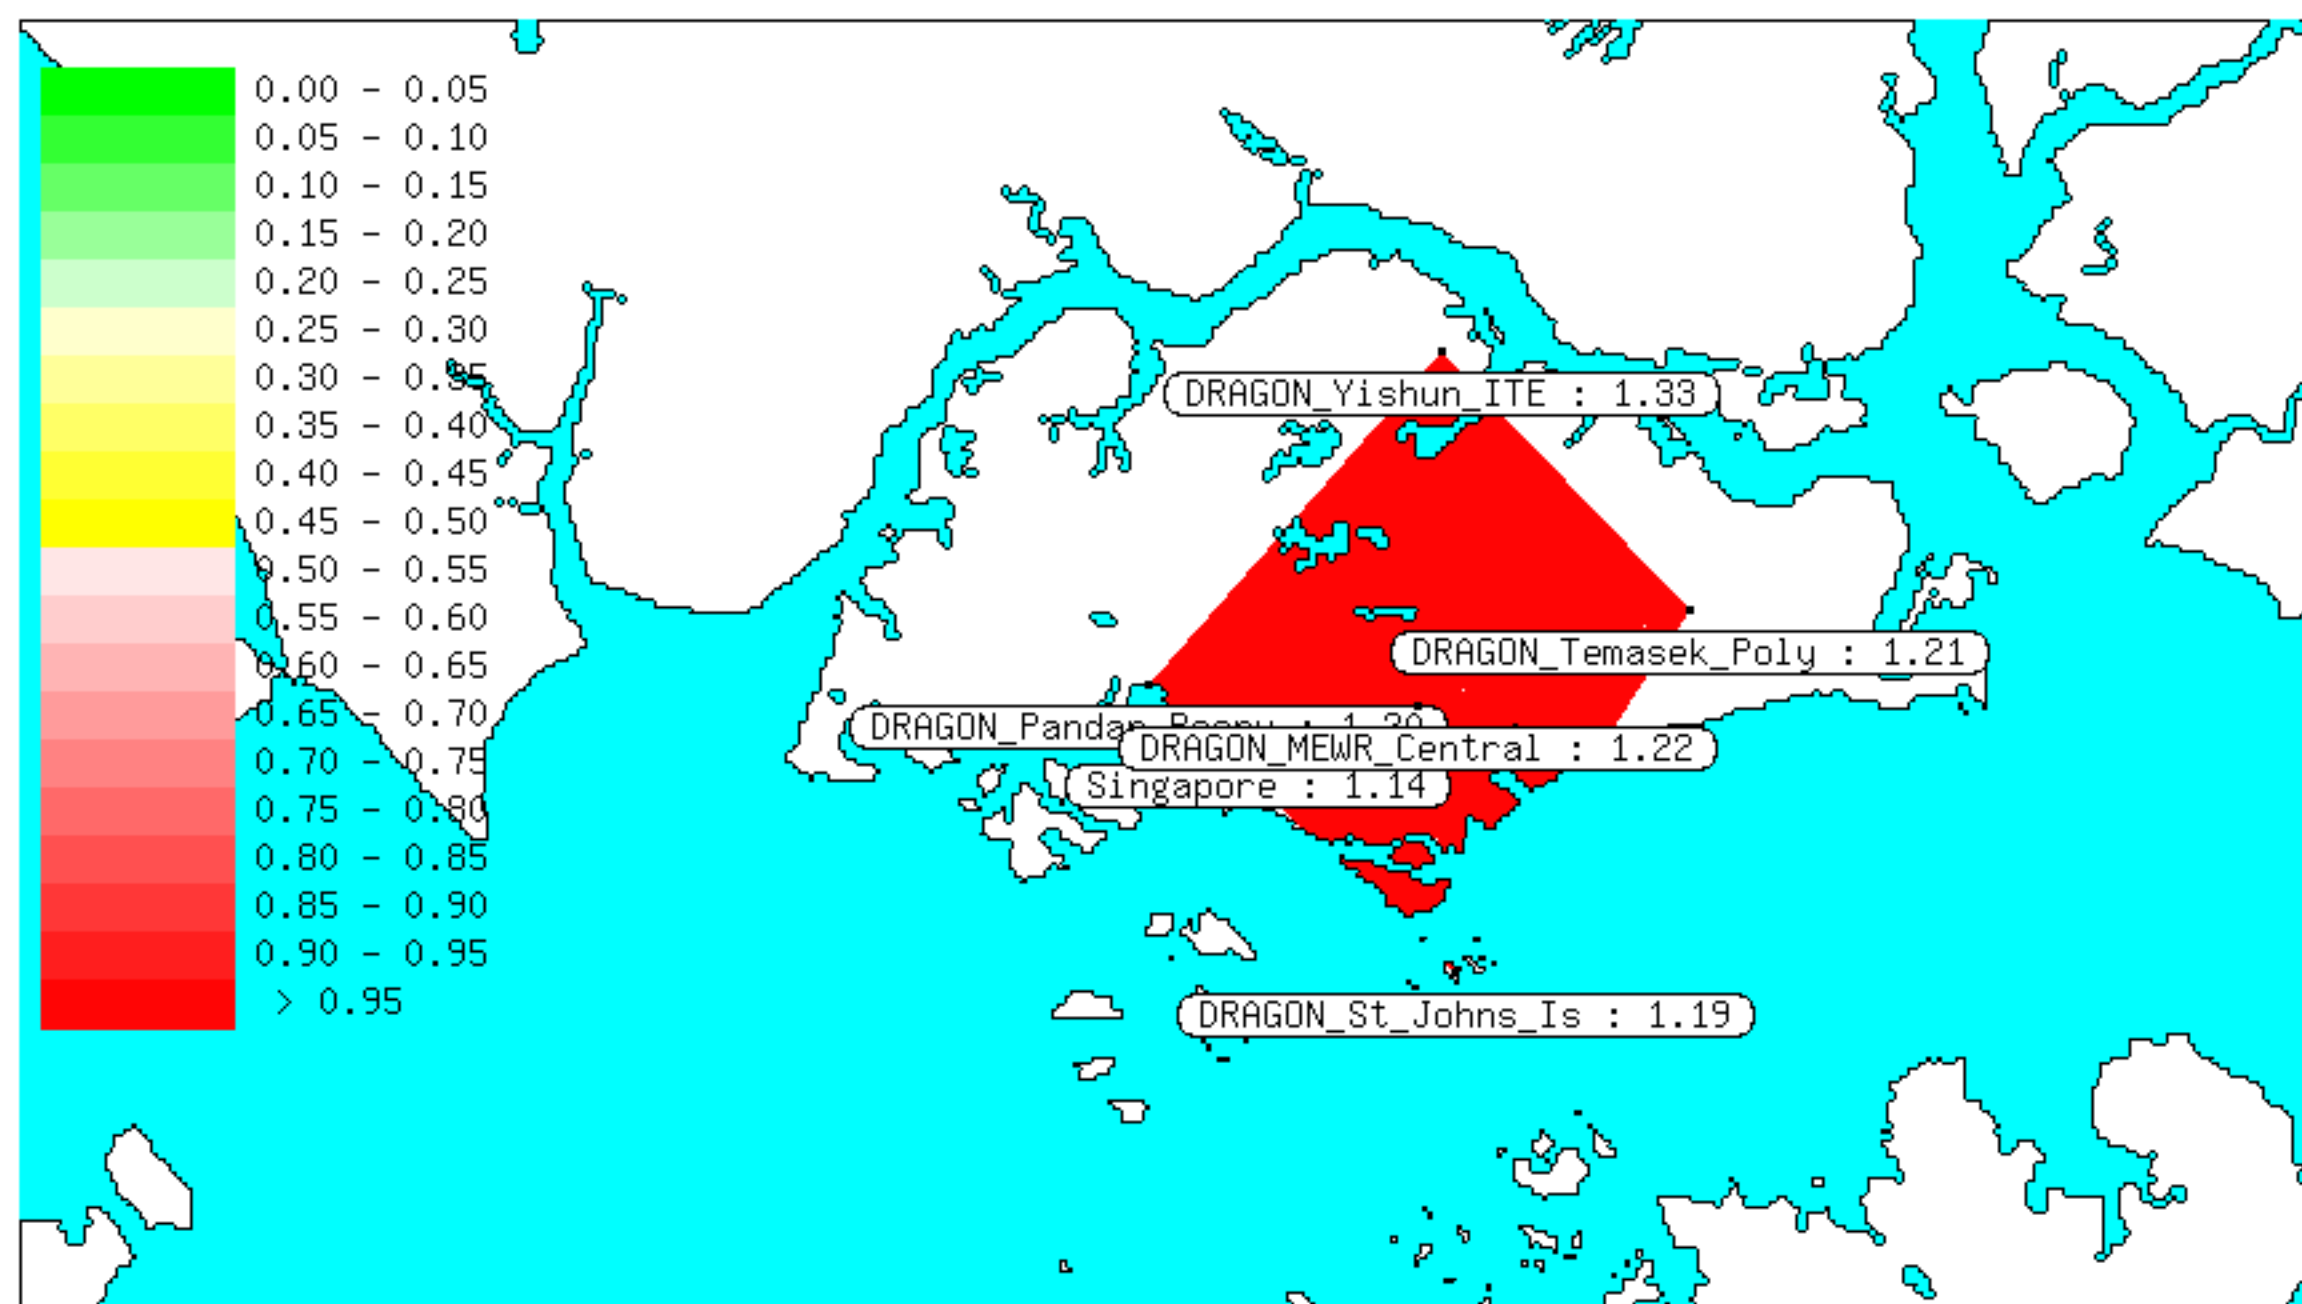 0.00 - 0.05
0.05 - 0.10
0.10 - 0.15
0.15 - 0.20
0.20 - 0.25
0.25 - 0.30
0.30 - 0.35
0.35 - 0.40
0.40 - 0.45
0.45 - 0.50
0.50 - 0.55
0.55 - 0.60
0.60 - 0.65
0.65 - 0.70
0.70 - 0.75
0.75 - 0.80
0.80 - 0.85
0.85 - 0.90
0.90 - 0.95
> 0.95
DRAGON_Yishun_ITE : 1.33
DRAGON_Temasek_Poly : 1.21
DRAGON_MEWR_Central : 1.22
Singapore : 1.14
DRAGON_St_Johns_Is : 1.19